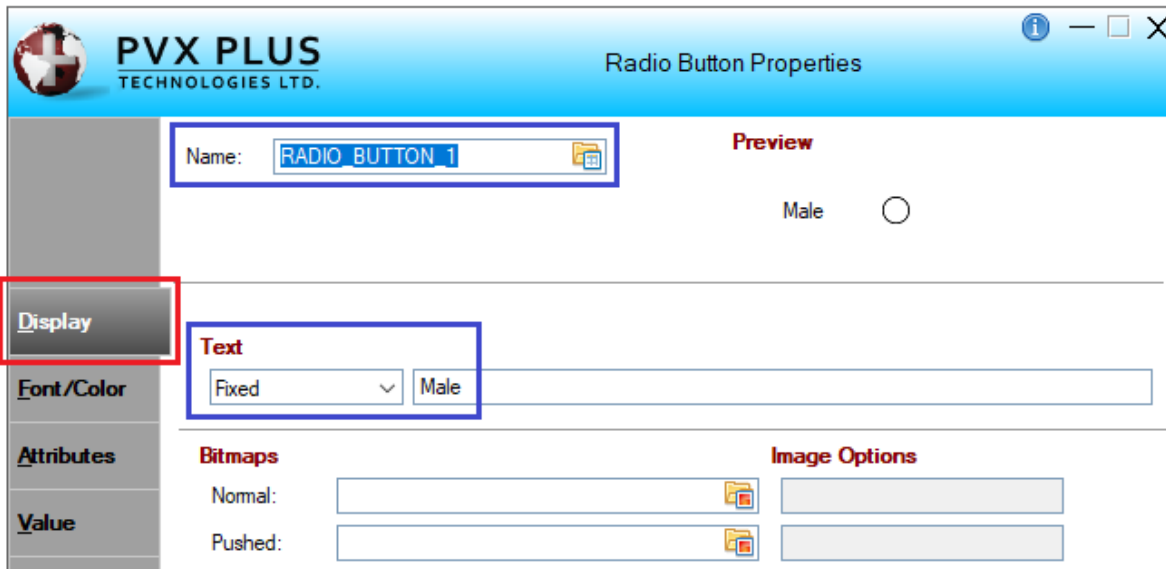 PVX PLUS
TECHNOLOGIES LTD.
Radio Button Properties
Name: RADIO_BUTTON_1
Preview
Male
Display
Text
Fixed Male
Font/Color
Attributes
Bitmaps Image Options
Normal:
Value
Pushed: